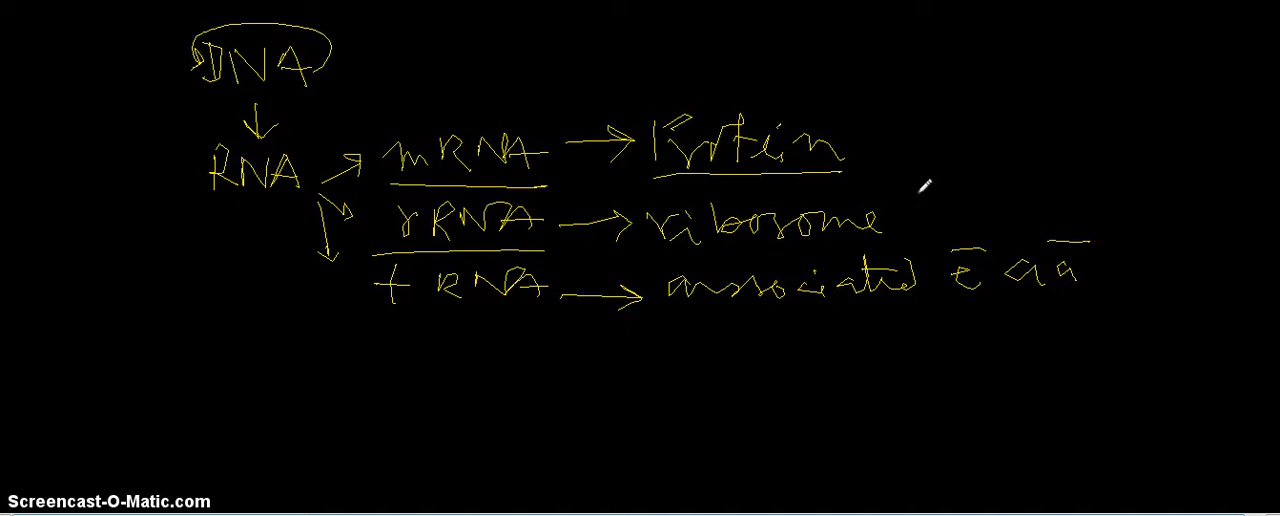 DNA
RNA → mRNA → Protein
rRNA → ribosome
tRNA → associated c̄ aa
Screencast-O-Matic.com